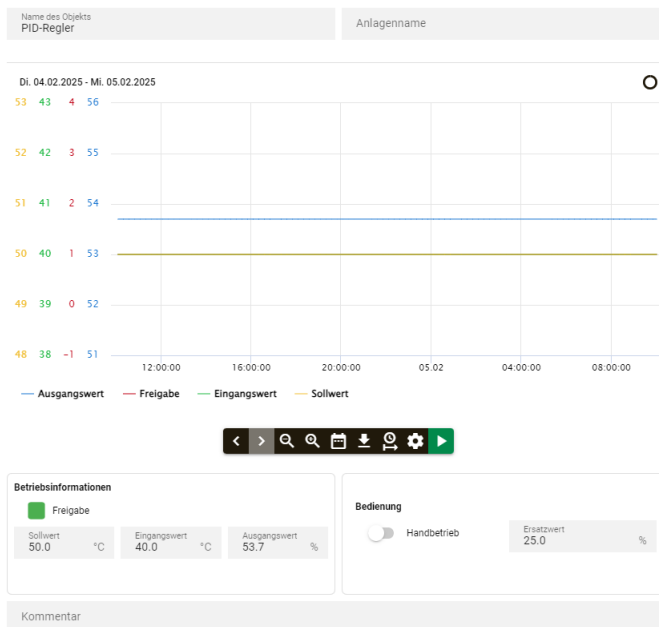 Name des Objekts
PID-Regler
Anlagenname
Di. 04.02.2025 - Mi. 05.02.2025
53 43 4 56
52 42 3 55
51 41 2 54
50 40 1 53
49 39 0 52
48 38 -1 51
12:00:00 16:00:00 20:00:00 05.02 04:00:00 08:00:00
Ausgangswert Freigabe Eingangswert Sollwert
Betriebsinformationen
Freigabe
Sollwert
50.0 °C
Eingangswert
40.0 °C
Ausgangswert
53.7 %
Bedienung
Handbetrieb
Ersatzwert
25.0 %
Kommentar